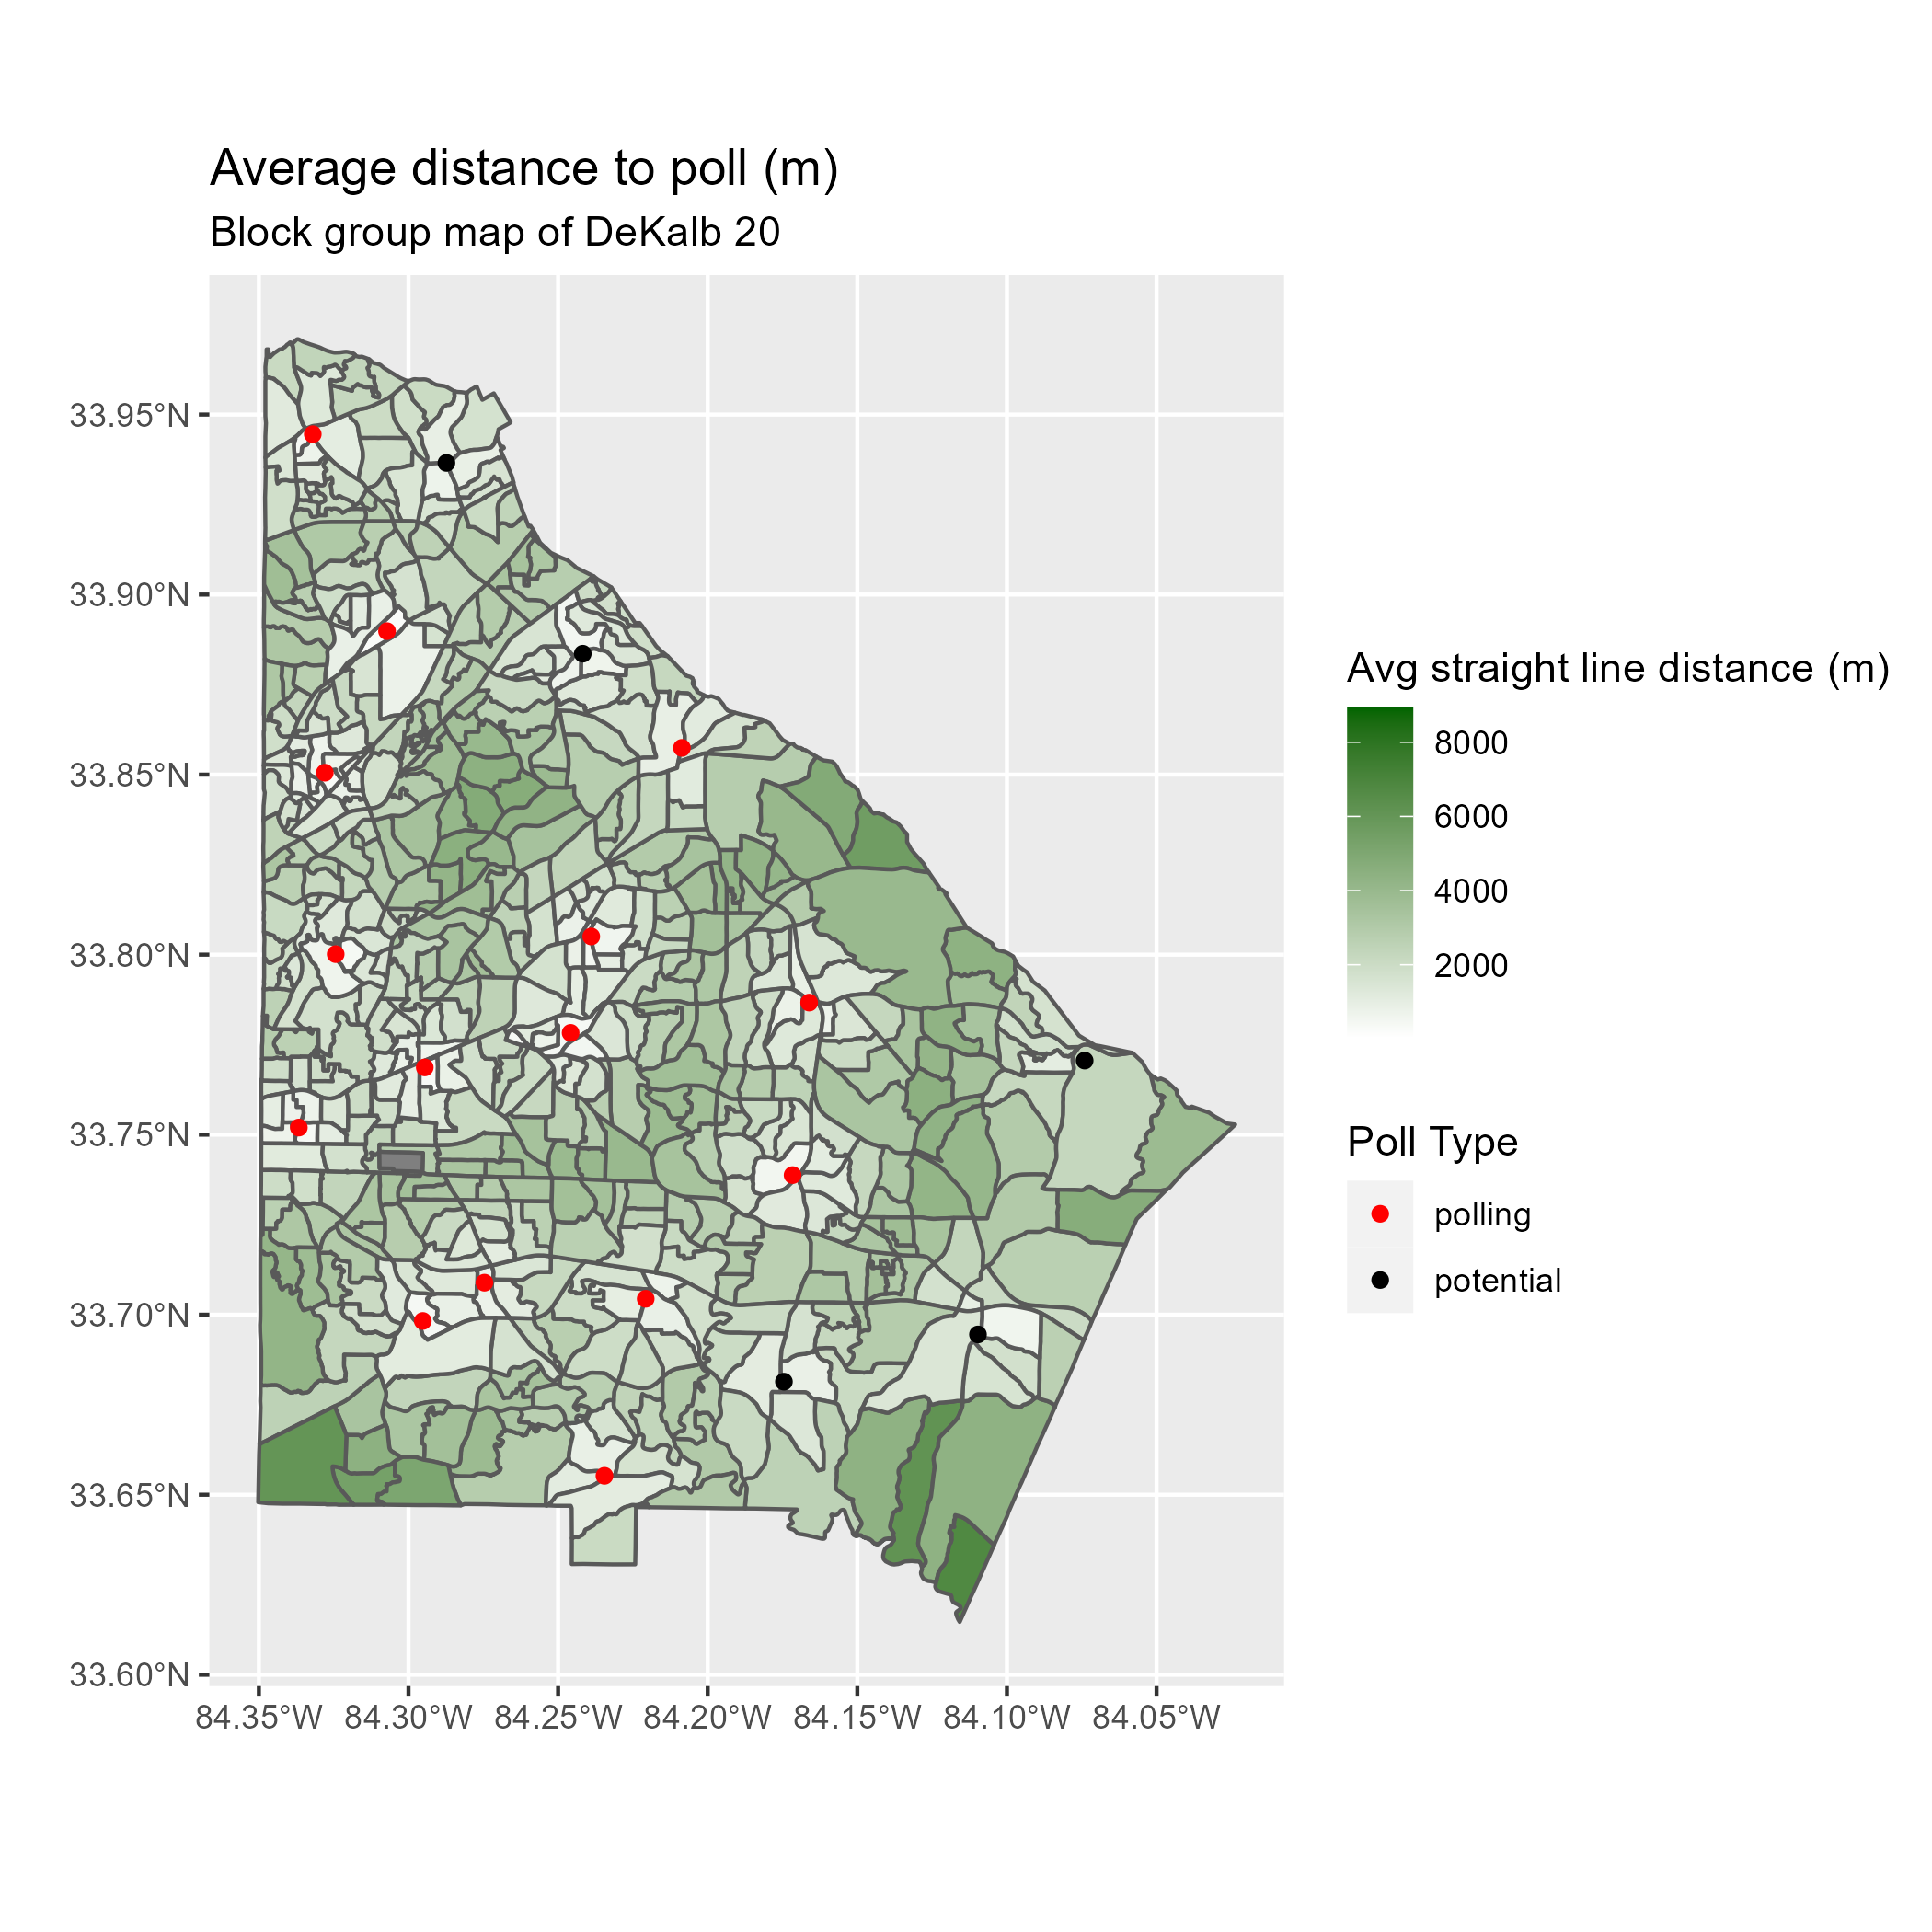 Average distance to poll (m)
Block group map of DeKalb 20
33.95°N
33.90°N
33.85°N
33.80°N
33.75°N
33.70°N
33.65°N
33.60°N
84.35°W 84.30°W 84.25°W 84.20°W 84.15°W 84.10°W 84.05°W
Avg straight line distance (m)
8000
6000
4000
2000
Poll Type
polling
potential